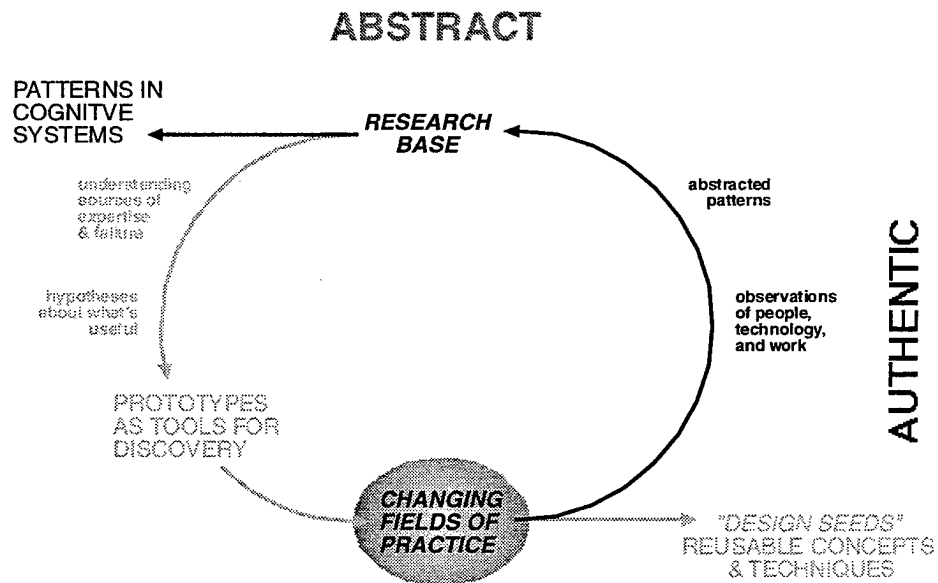 ABSTRACT
PATTERNS IN
COGNITVE
SYSTEMS
RESEARCH
BASE
understanding
sources of
expertise
& failure
abstracted
patterns
hypotheses
about what's
useful
observations
of people,
technology,
and work
AUTHENTIC
PROTOTYPES
AS TOOLS FOR
DISCOVERY
CHANGING
FIELDS OF
PRACTICE
"DESIGN SEEDS"
REUSABLE CONCEPTS
& TECHNIQUES